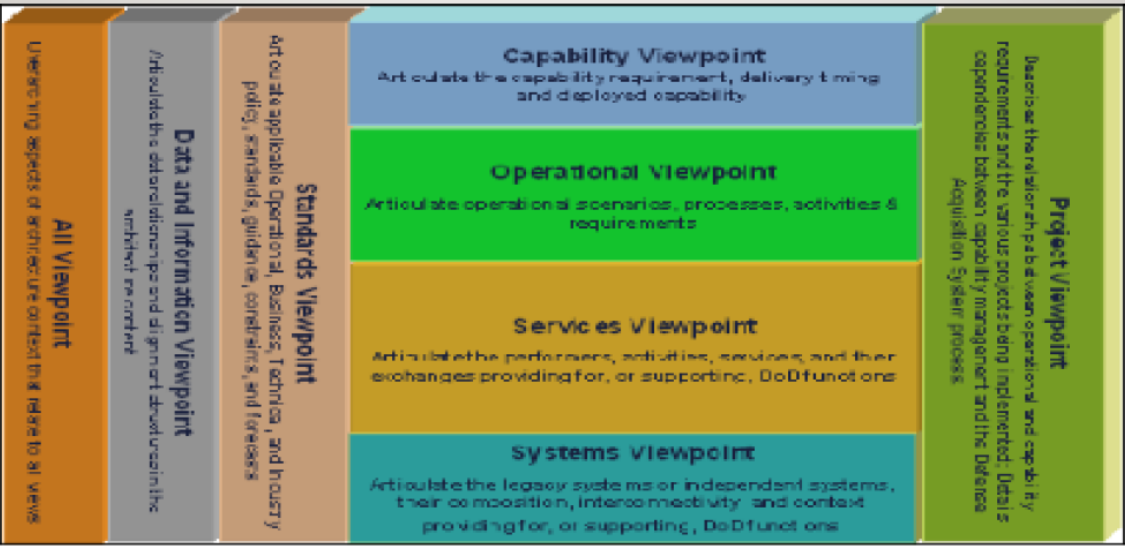 All Viewpoint
Overarching aspects of architecture context that relate to all views
Data and Information Viewpoint
Articulate the data relationships and alignment structures in the
architecture content
Standards Viewpoint
Articulate applicable Operational, Business, Technical, and Industry
policy, standards, guidance, constraints, and forecasts
Capability Viewpoint
Articulate the capability requirement, delivery timing
and deployed capability
Operational Viewpoint
Articulate operational scenarios, processes, activities &
requirements
Services Viewpoint
Articulate the performers, activities, services, and their
exchanges providing for, or supporting, DoD functions
Systems Viewpoint
Articulate the legacy systems or independent systems,
their composition, interconnectivity and context
providing for, or supporting, DoD functions
Project Viewpoint
Describes the relationships between operational and capability
requirements and the various projects being implemented; Details
dependencies between capability management and the Defense
Acquisition System process.